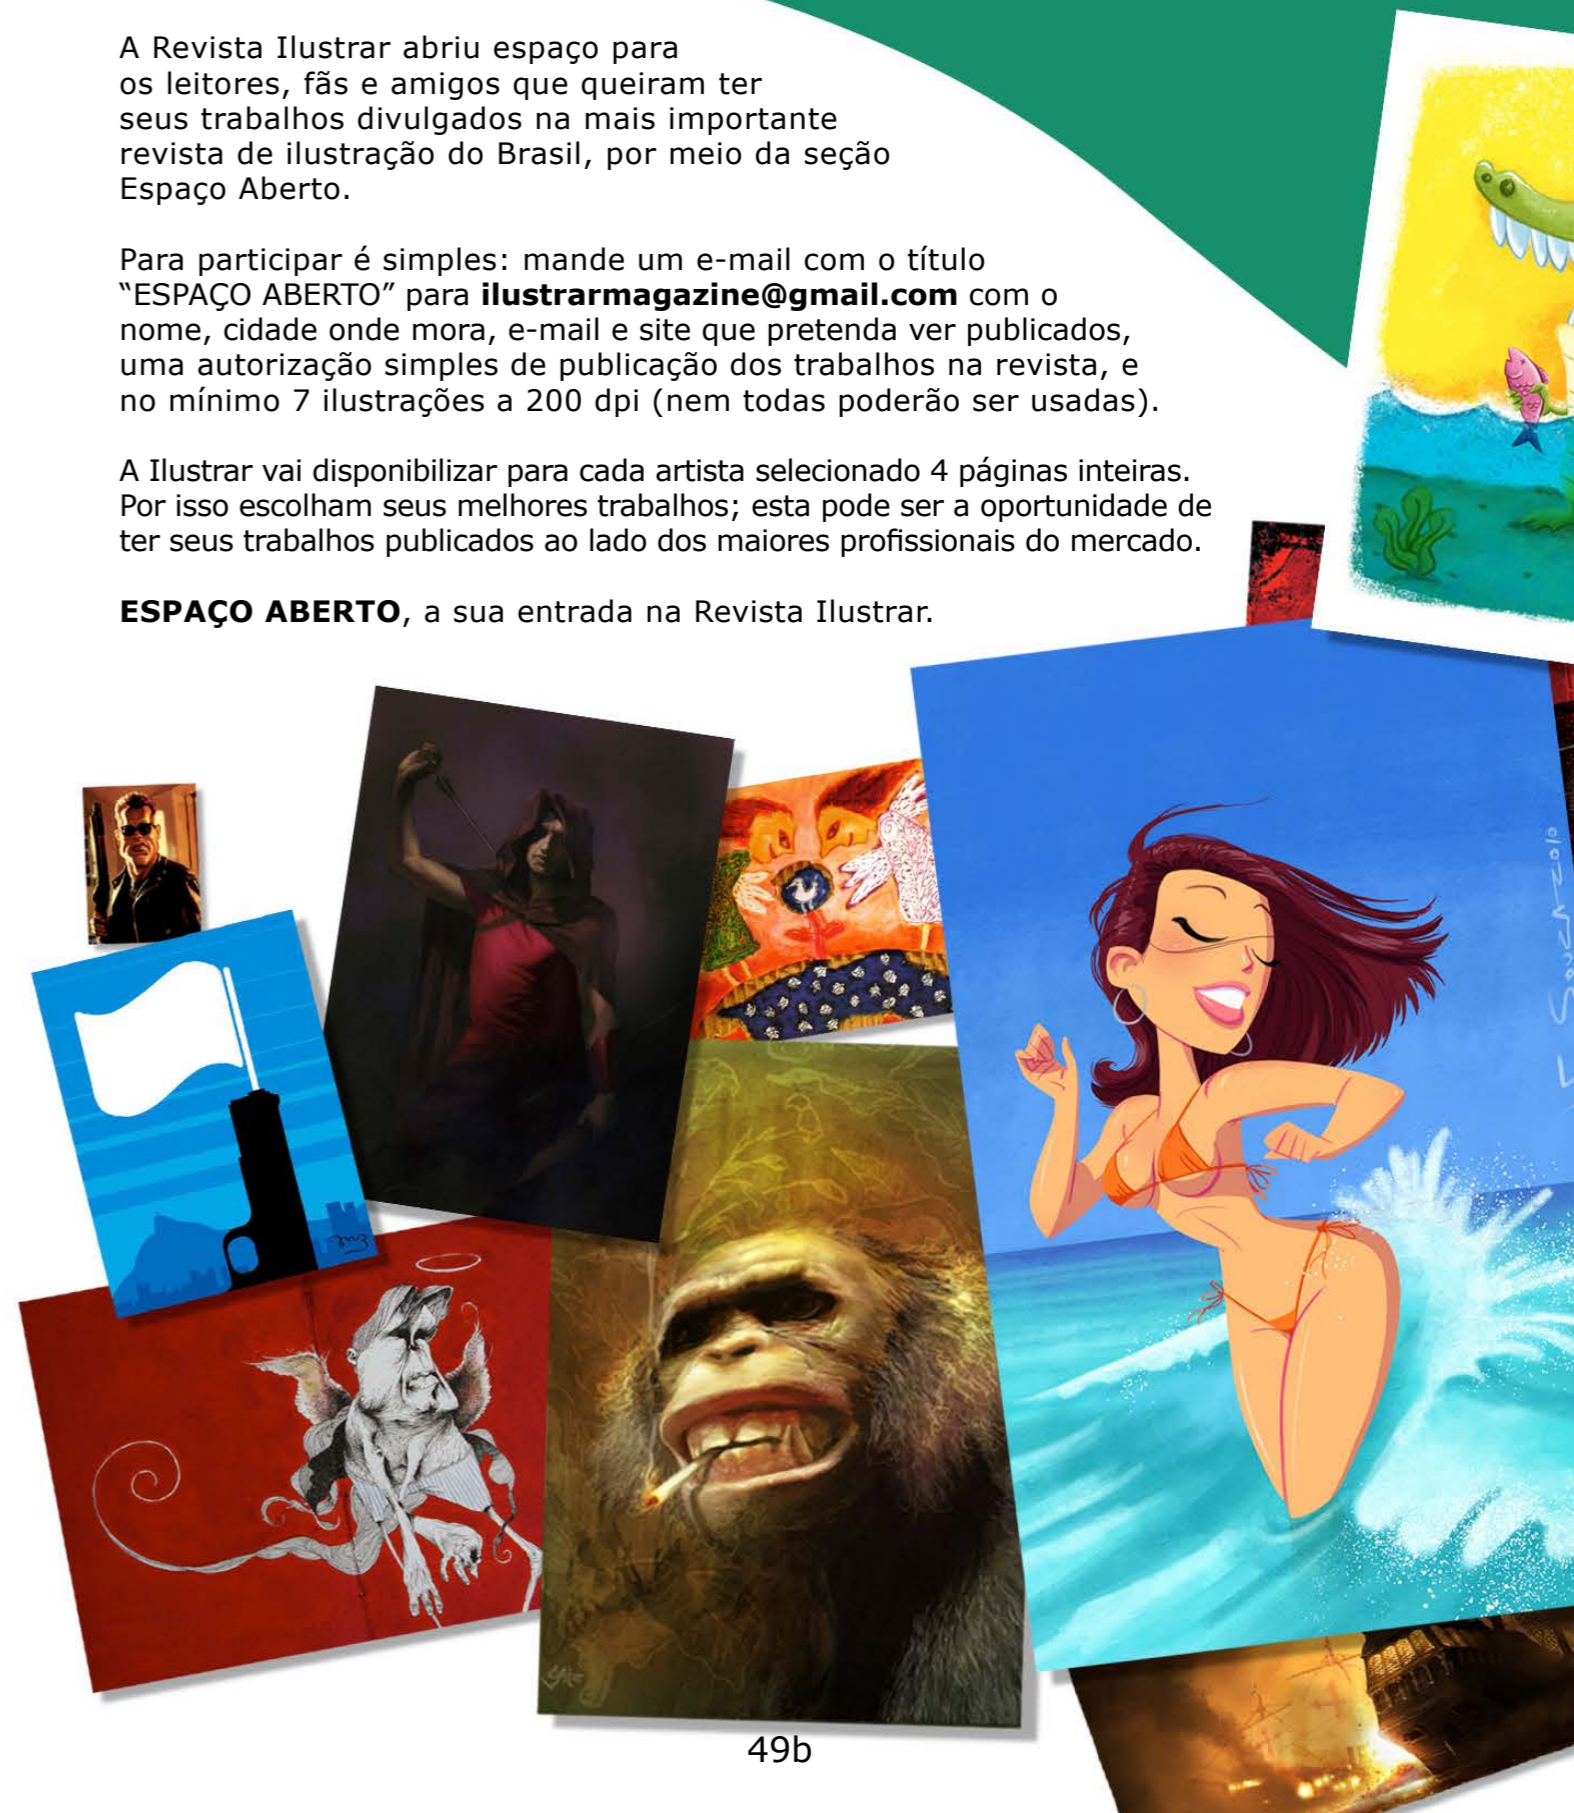 A Revista Ilustrar abriu espaço para
os leitores, fãs e amigos que queiram ter
seus trabalhos divulgados na mais importante
revista de ilustração do Brasil, por meio da seção
Espaço Aberto.
Para participar é simples: mande um e-mail com o título
“ESPAÇO ABERTO” para ilustrarmagazine@gmail.com com o
nome, cidade onde mora, e-mail e site que pretenda ver publicados,
uma autorização simples de publicação dos trabalhos na revista, e
no mínimo 7 ilustrações a 200 dpi (nem todas poderão ser usadas).
A Ilustrar vai disponibilizar para cada artista selecionado 4 páginas inteiras.
Por isso escolham seus melhores trabalhos; esta pode ser a oportunidade de
ter seus trabalhos publicados ao lado dos maiores profissionais do mercado.
ESPAÇO ABERTO, a sua entrada na Revista Ilustrar.
49b